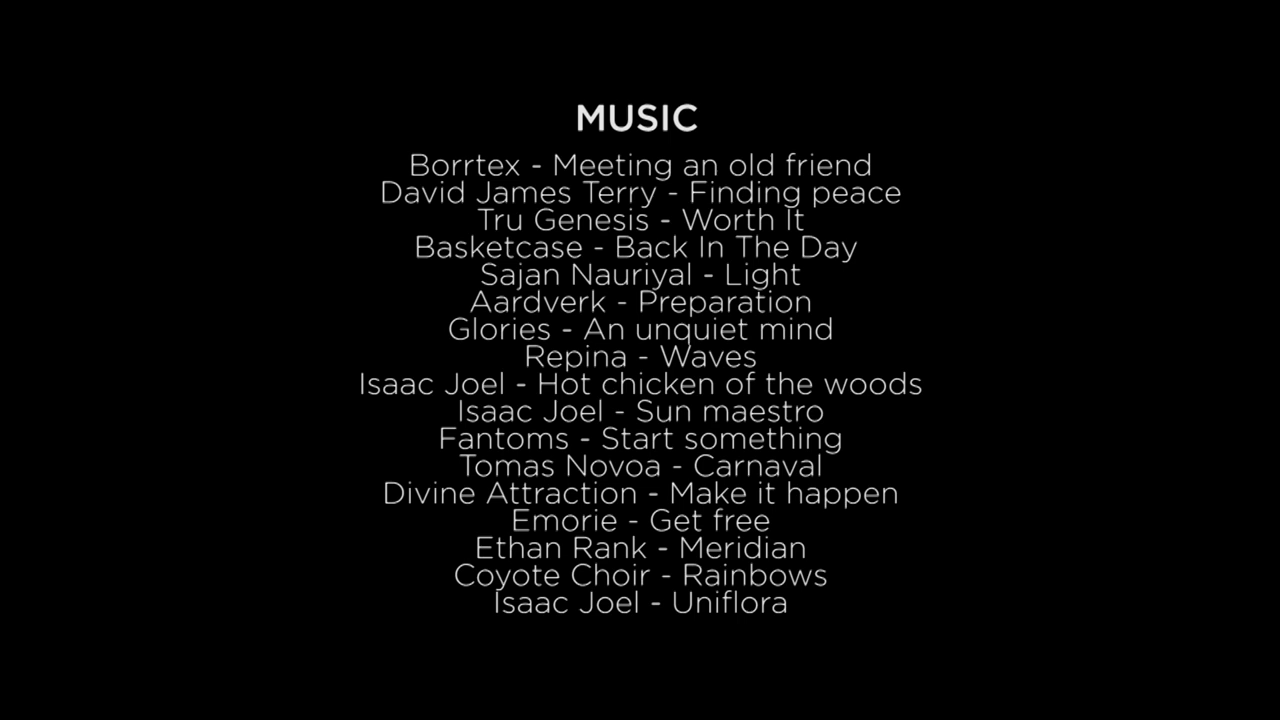 MUSIC
Borrtex - Meeting an old friend
David James Terry - Finding peace
Tru Genesis - Worth It
Basketcase - Back In The Day
Sajan Nauriyal - Light
Aardverk - Preparation
Glories - An unquiet mind
Repina - Waves
Isaac Joel - Hot chicken of the woods
Isaac Joel - Sun maestro
Fantoms - Start something
Tomas Novoa - Carnaval
Divine Attraction - Make it happen
Emorie - Get free
Ethan Rank - Meridian
Coyote Choir - Rainbows
Isaac Joel - Uniflora